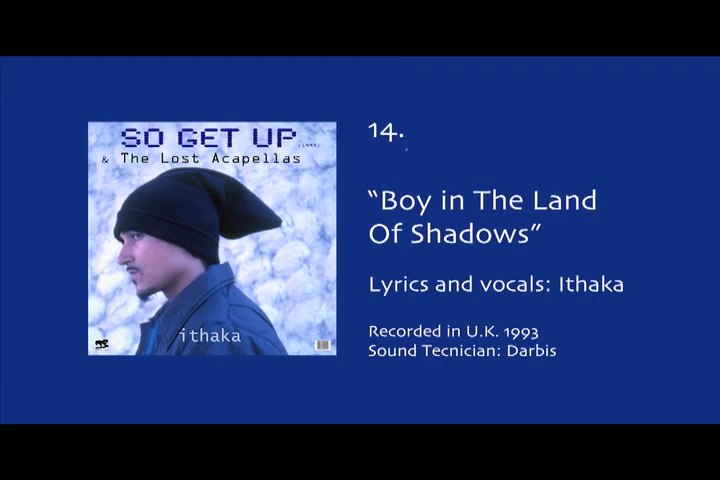 SO GET UP
& The Lost Acapellas
ithaka
14.
“Boy in The Land
Of Shadows”
Lyrics and vocals: Ithaka
Recorded in U.K. 1993
Sound Tecnician: Darbis